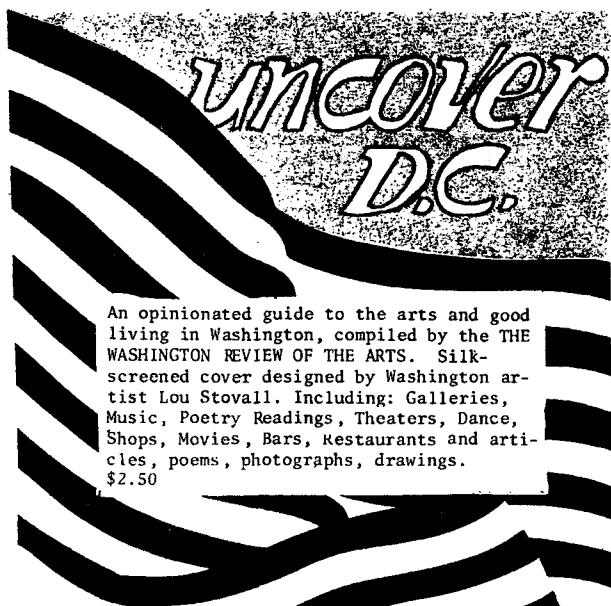 uncover
D.C.
An opinionated guide to the arts and good
living in Washington, compiled by the THE
WASHINGTON REVIEW OF THE ARTS. Silk-
screened cover designed by Washington ar-
tist Lou Stovall. Including: Galleries,
Music, Poetry Readings, Theaters, Dance,
Shops, Movies, Bars, Restaurants and arti-
cles, poems, photographs, drawings.
$2.50